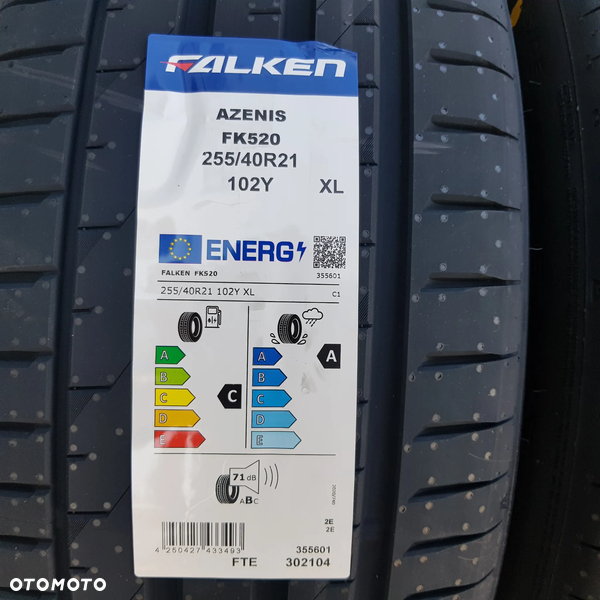 FALKEN
AZENIS
FK520
255/40R21
102Y XL
ENERG
FALKEN FK520 355601
255/40R21 102Y XL C1
A
B
C
D
E
C
A
B
C
D
E
A
71 dB
ABC
2E
2E
4 250427 433493
355601
FTE 302104
OTOMOTO